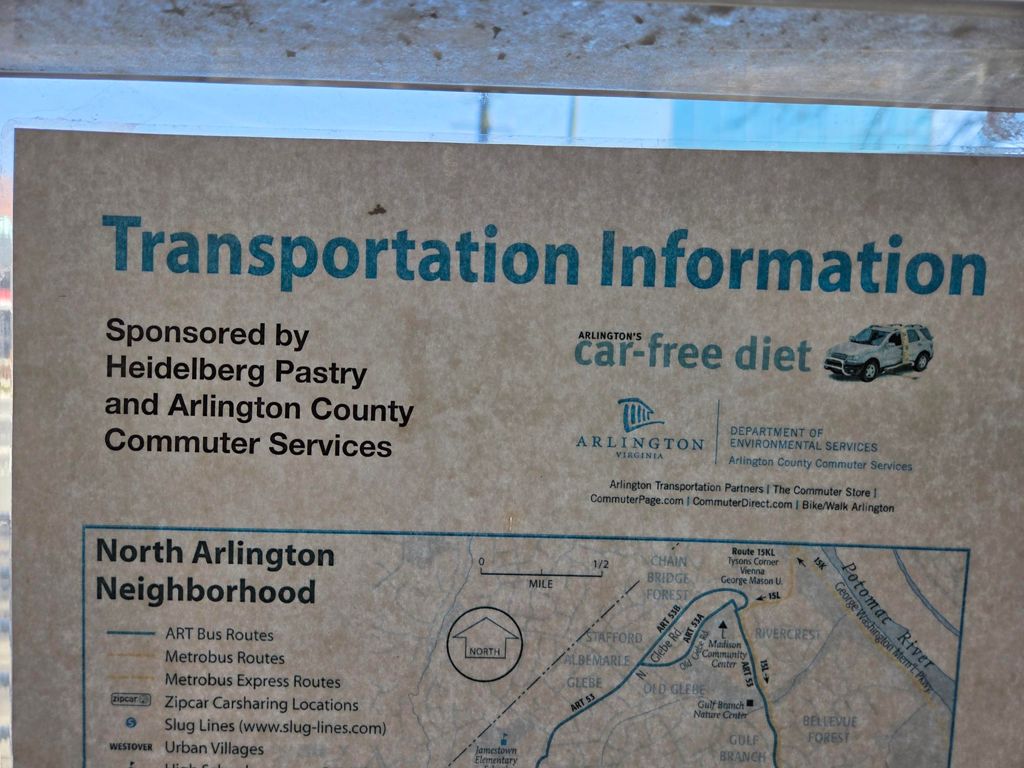 Transportation Information
Sponsored by
Heidelberg Pastry
and Arlington County
Commuter Services
ARLINGTON'S
car-free diet
ARLINGTON
VIRGINIA
DEPARTMENT OF
ENVIRONMENTAL SERVICES
Arlington County Commuter Services
Arlington Transportation Partners | The Commuter Store |
CommuterPage.com | CommuterDirect.com | Bike/Walk Arlington
North Arlington
Neighborhood
ART Bus Routes
Metrobus Routes
Metrobus Express Routes
zipcar Zipcar Carsharing Locations
S Slug Lines (www.slug-lines.com)
WESTOVER Urban Villages
0 1/2
MILE
NORTH
CHAIN
BRIDGE
FOREST
Route 15KL
Tysons Corner
Vienna
George Mason U.
15K
15L
Potomac River
George Washington Mem. Pkwy.
ART 53B
ART 53A
STAFFORD
ALBEMARLE
GLEBE
N Glebe Rd
Old Glebe Rd
Madison
Community
Center
RIVERCREST
OLD GLEBE
ART 53
15L
ART 53
Gulf Branch
Nature Center
GULF
BRANCH
BELLEVUE
FOREST
Jamestown
Elementary